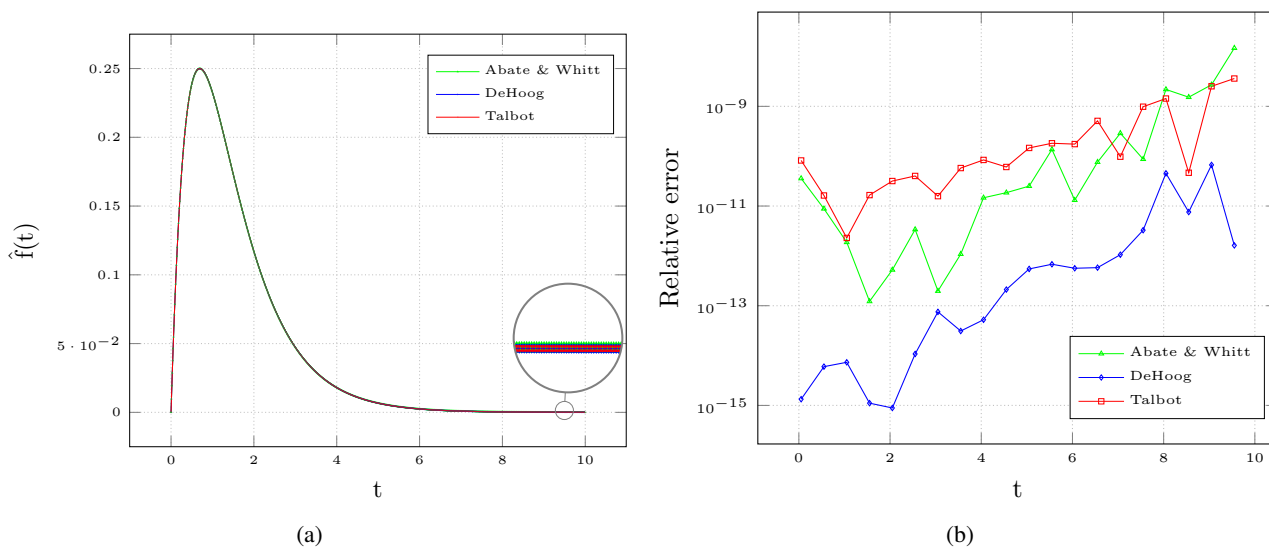 0.25
0.2
0.15
0.1
5 · 10⁻²
0
0 2 4 6 8 10
f̂(t)
t
Abate & Whitt
DeHoog
Talbot
(a)
10⁻⁹
10⁻¹¹
10⁻¹³
10⁻¹⁵
0 2 4 6 8 10
Relative error
t
Abate & Whitt
DeHoog
Talbot
(b)